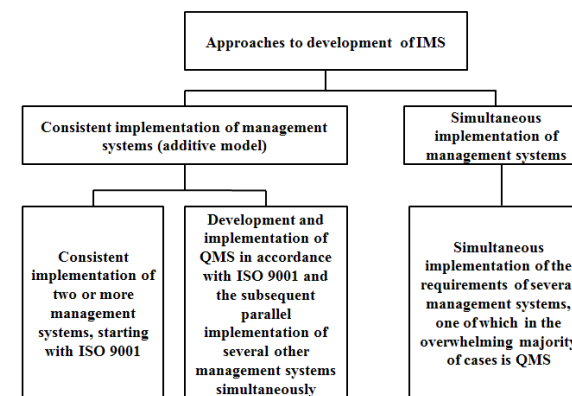 Approaches to development of IMS
Consistent implementation of management
systems (additive model)
Simultaneous
implementation of
management systems
Consistent
implementation of
two or more
management
systems, starting
with ISO 9001
Development and
implementation of
QMS in accordance
with ISO 9001 and
the subsequent
parallel
implementation of
several other
management systems
simultaneously
Simultaneous
implementation of the
requirements of several
management systems,
one of which in the
overwhelming majority
of cases is QMS